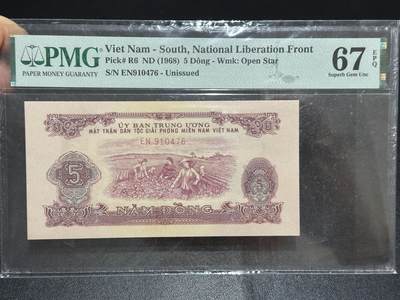 PMG
PAPER MONEY GUARANTY
Viet Nam - South, National Liberation Front
Pick# R6 ND (1968) 5 Dông - Wmk: Open Star
S/N EN910476 - Unissued
67 EPQ
Superb Gem Unc
ỦY BAN TRUNG ƯƠNG
MẶT TRẬN DÂN TỘC GIẢI PHÓNG MIỀN NAM VIỆT NAM
EN 910476
5
5
NĂM ĐỒNG